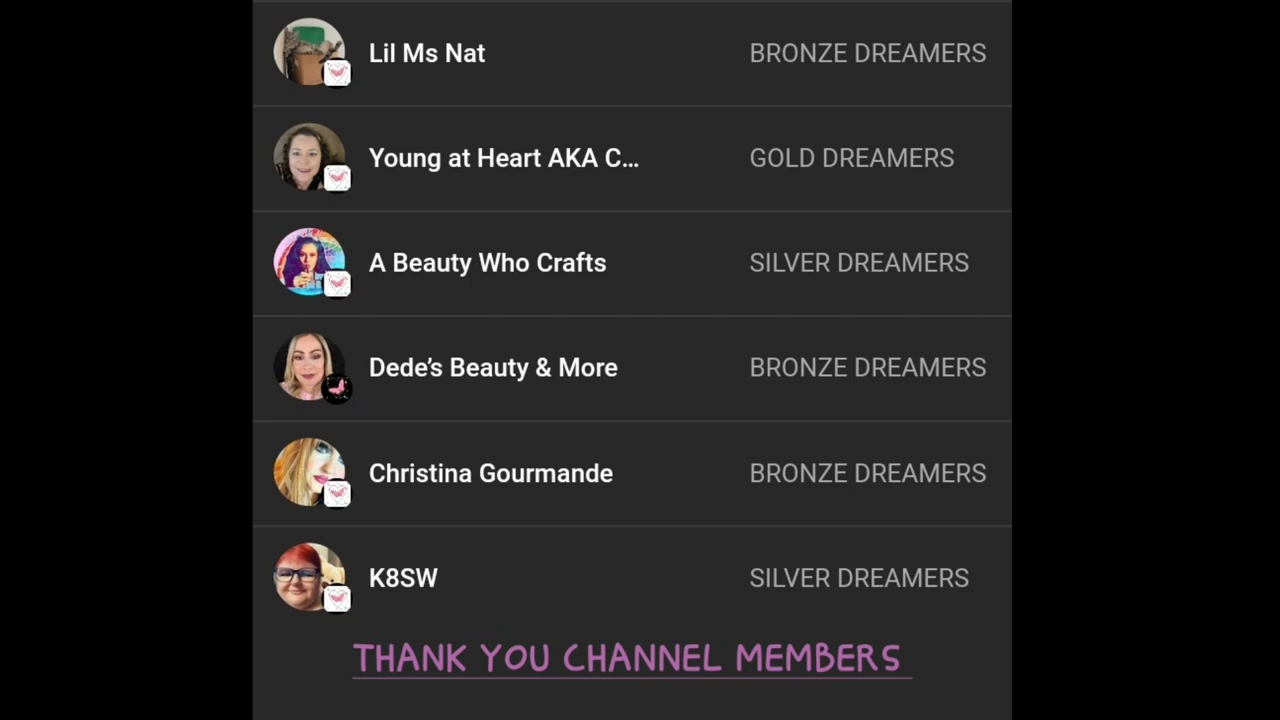 Lil Ms Nat BRONZE DREAMERS
Young at Heart AKA C... GOLD DREAMERS
A Beauty Who Crafts SILVER DREAMERS
Dede’s Beauty & More BRONZE DREAMERS
Christina Gourmande BRONZE DREAMERS
K8SW SILVER DREAMERS
THANK YOU CHANNEL MEMBERS